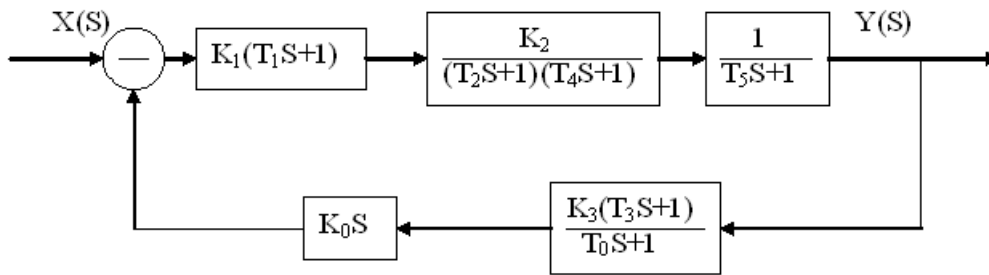 X(S)
Y(S)
—
K₁(T₁S+1)
K₂
(T₂S+1)(T₄S+1)
1
T₅S+1
K₀S
K₃(T₃S+1)
T₀S+1